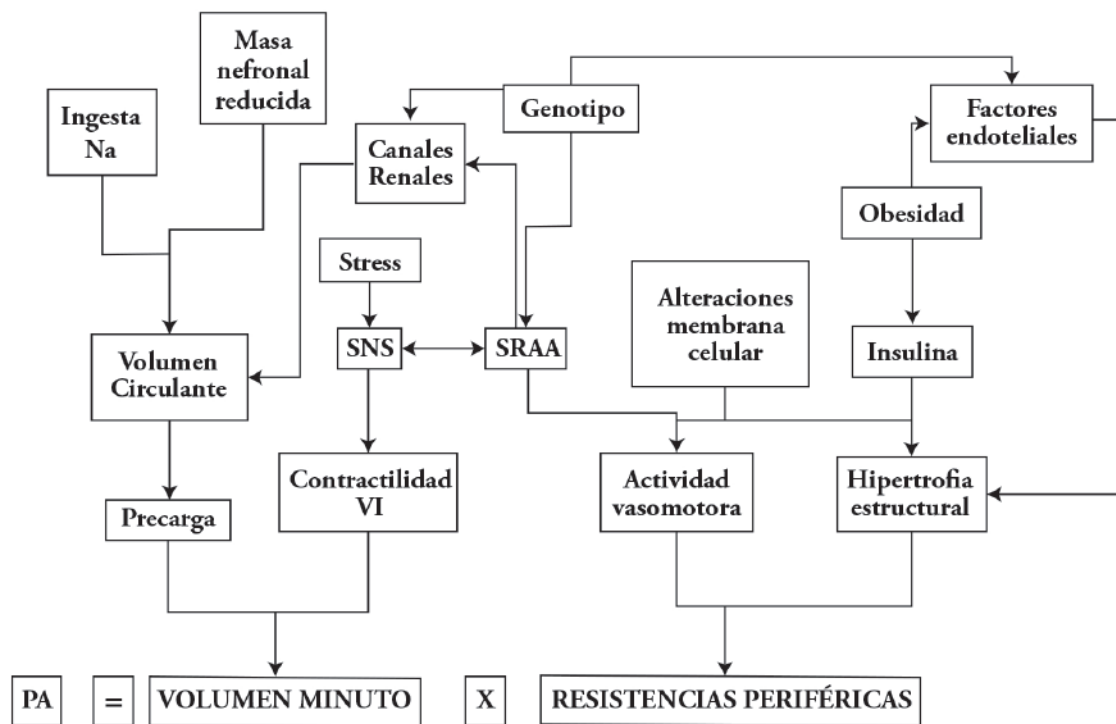 Masa
nefronal
reducida
Ingesta
Na
Genotipo
Factores
endoteliales
Canales
Renales
Obesidad
Stress
Alteraciones
membrana
celular
Volumen
Circulante
SNS
SRAA
Insulina
Precarga
Contractilidad
VI
Actividad
vasomotora
Hipertrofia
estructural
PA = VOLUMEN MINUTO X RESISTENCIAS PERIFÉRICAS